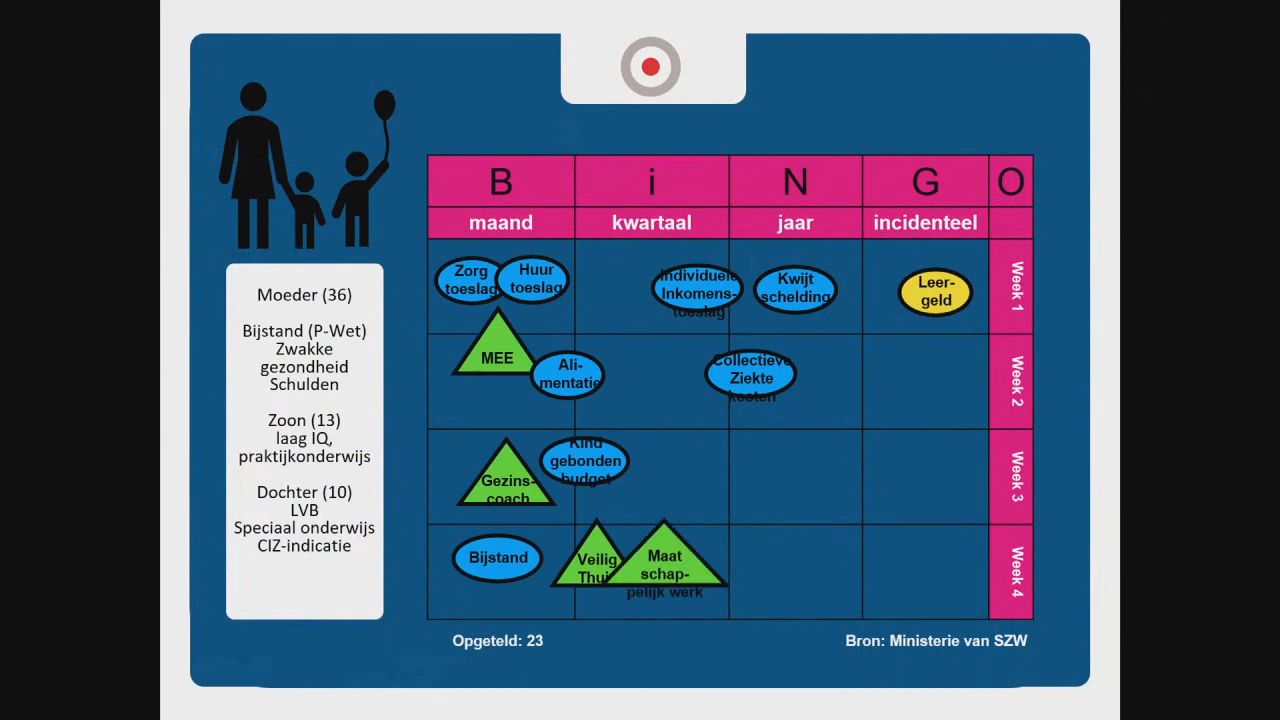 B i N G O
maand kwartaal jaar incidenteel
Moeder (36)
Bijstand (P-Wet)
Zwakke
gezondheid
Schulden
Zoon (13)
laag IQ,
praktijkonderwijs
Dochter (10)
LVB
Speciaal onderwijs
CIZ-indicatie
Zorg
toeslag
Huur
toeslag
Individuele
Inkomens-
toeslag
Kwijt
schelding
Leer-
geld
Week 1
MEE
Ali-
mentatie
Collectieve
Ziekte
kosten
Week 2
Gezins-
coach
Kind
gebonden
budget
Week 3
Bijstand
Veilig
Thui
Maat
schap-
pelijk werk
Week 4
Opgeteld: 23
Bron: Ministerie van SZW